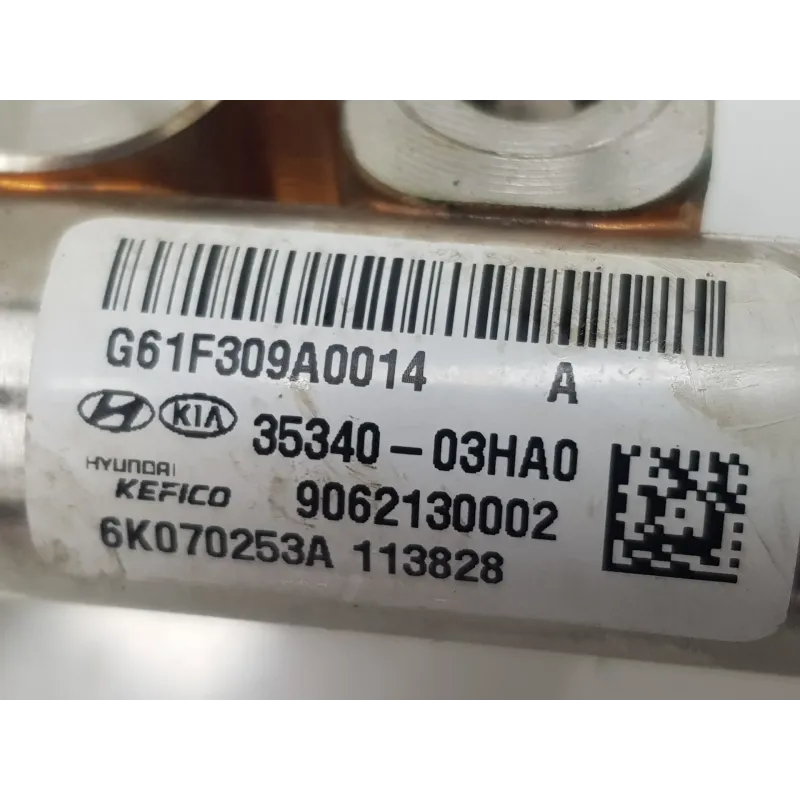 G61F309A0014 A
KIA 35340-03HA0
HYUNDAI
KEFICO 9062130002
6K070253A 113828